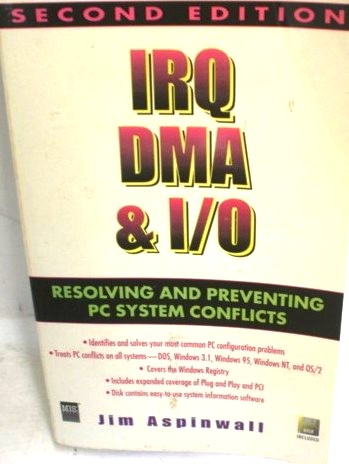 SECOND EDITION
IRQ
DMA
& I/O
RESOLVING AND PREVENTING
PC SYSTEM CONFLICTS
• Identifies and solves your most common PC configuration problems
• Treats PC conflicts on all systems—DOS, Windows 3.1, Windows 95, Windows NT, and OS/2
• Covers the Windows Registry
• Includes expanded coverage of Plug and Play and PCI
• Disk contains easy-to-use system information software
MIS
Jim Aspinwall
DISK
INCLUDED